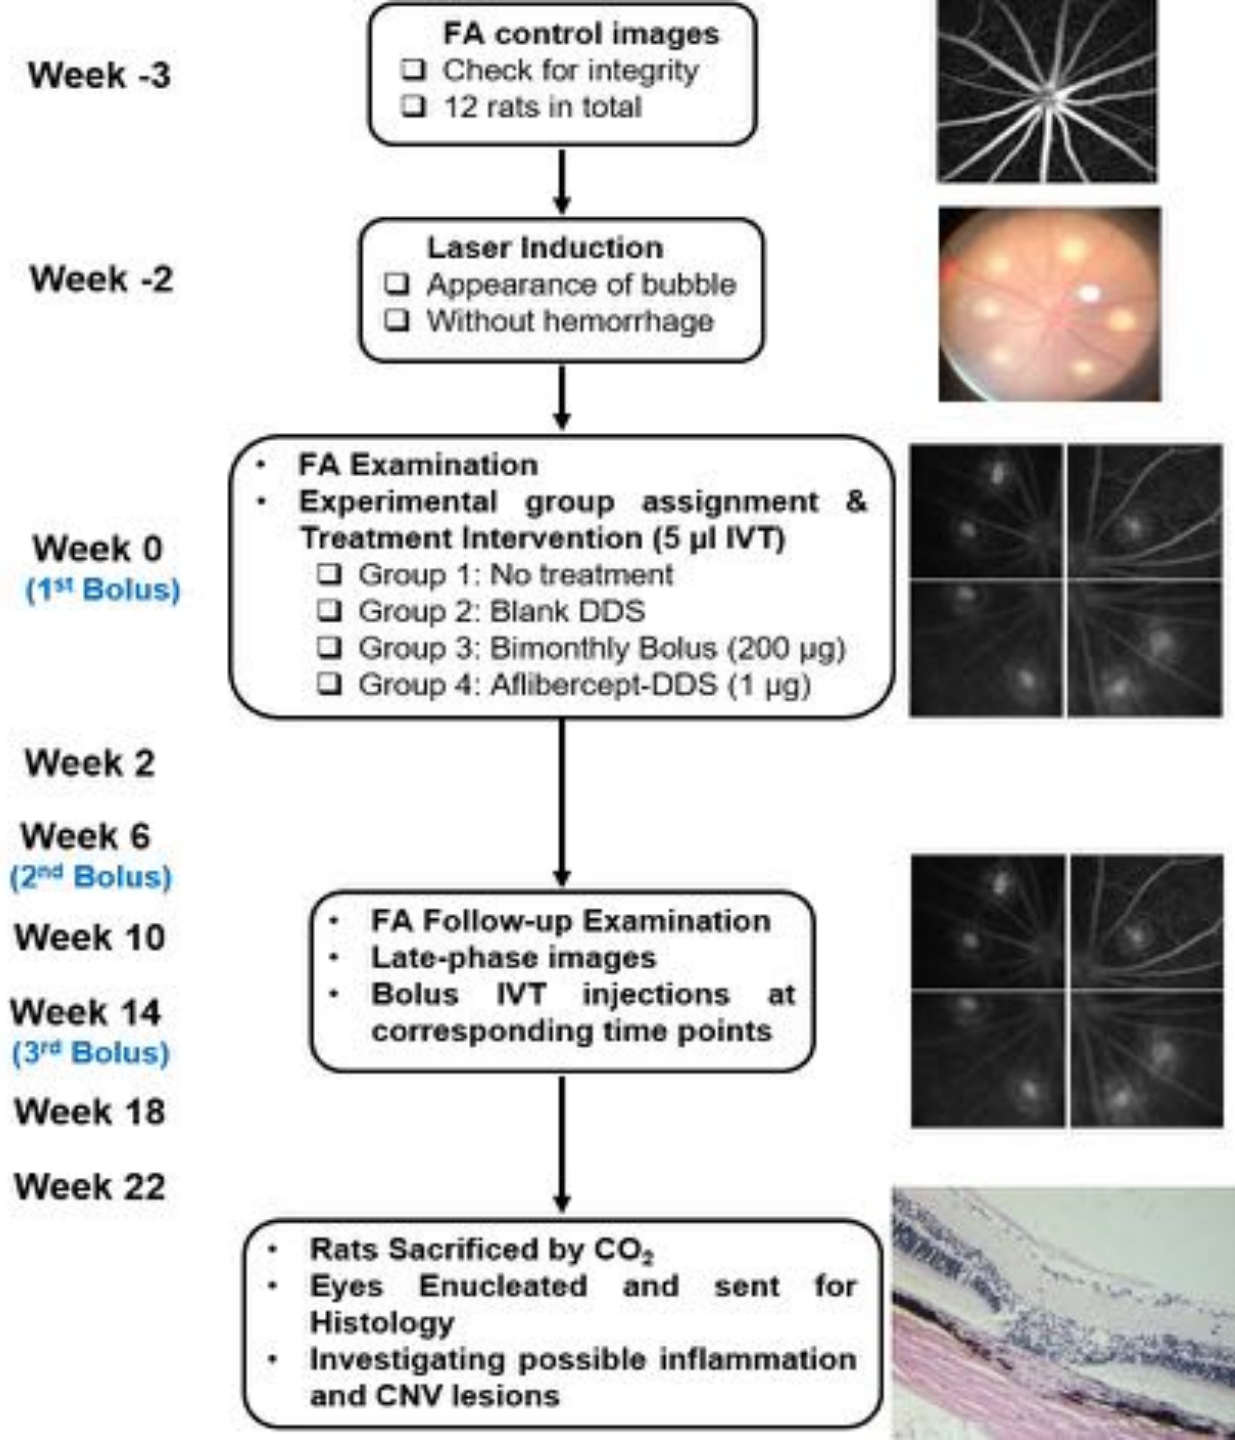 Week -3
FA control images
❑ Check for integrity
❑ 12 rats in total
Week -2
Laser Induction
❑ Appearance of bubble
❑ Without hemorrhage
Week 0
(1st Bolus)
• FA Examination
• Experimental group assignment &
Treatment Intervention (5 µl IVT)
❑ Group 1: No treatment
❑ Group 2: Blank DDS
❑ Group 3: Bimonthly Bolus (200 µg)
❑ Group 4: Aflibercept-DDS (1 µg)
Week 2
Week 6
(2nd Bolus)
Week 10
Week 14
(3rd Bolus)
Week 18
Week 22
• FA Follow-up Examination
• Late-phase images
• Bolus IVT injections at
corresponding time points
• Rats Sacrificed by CO₂
• Eyes Enucleated and sent for
Histology
• Investigating possible inflammation
and CNV lesions